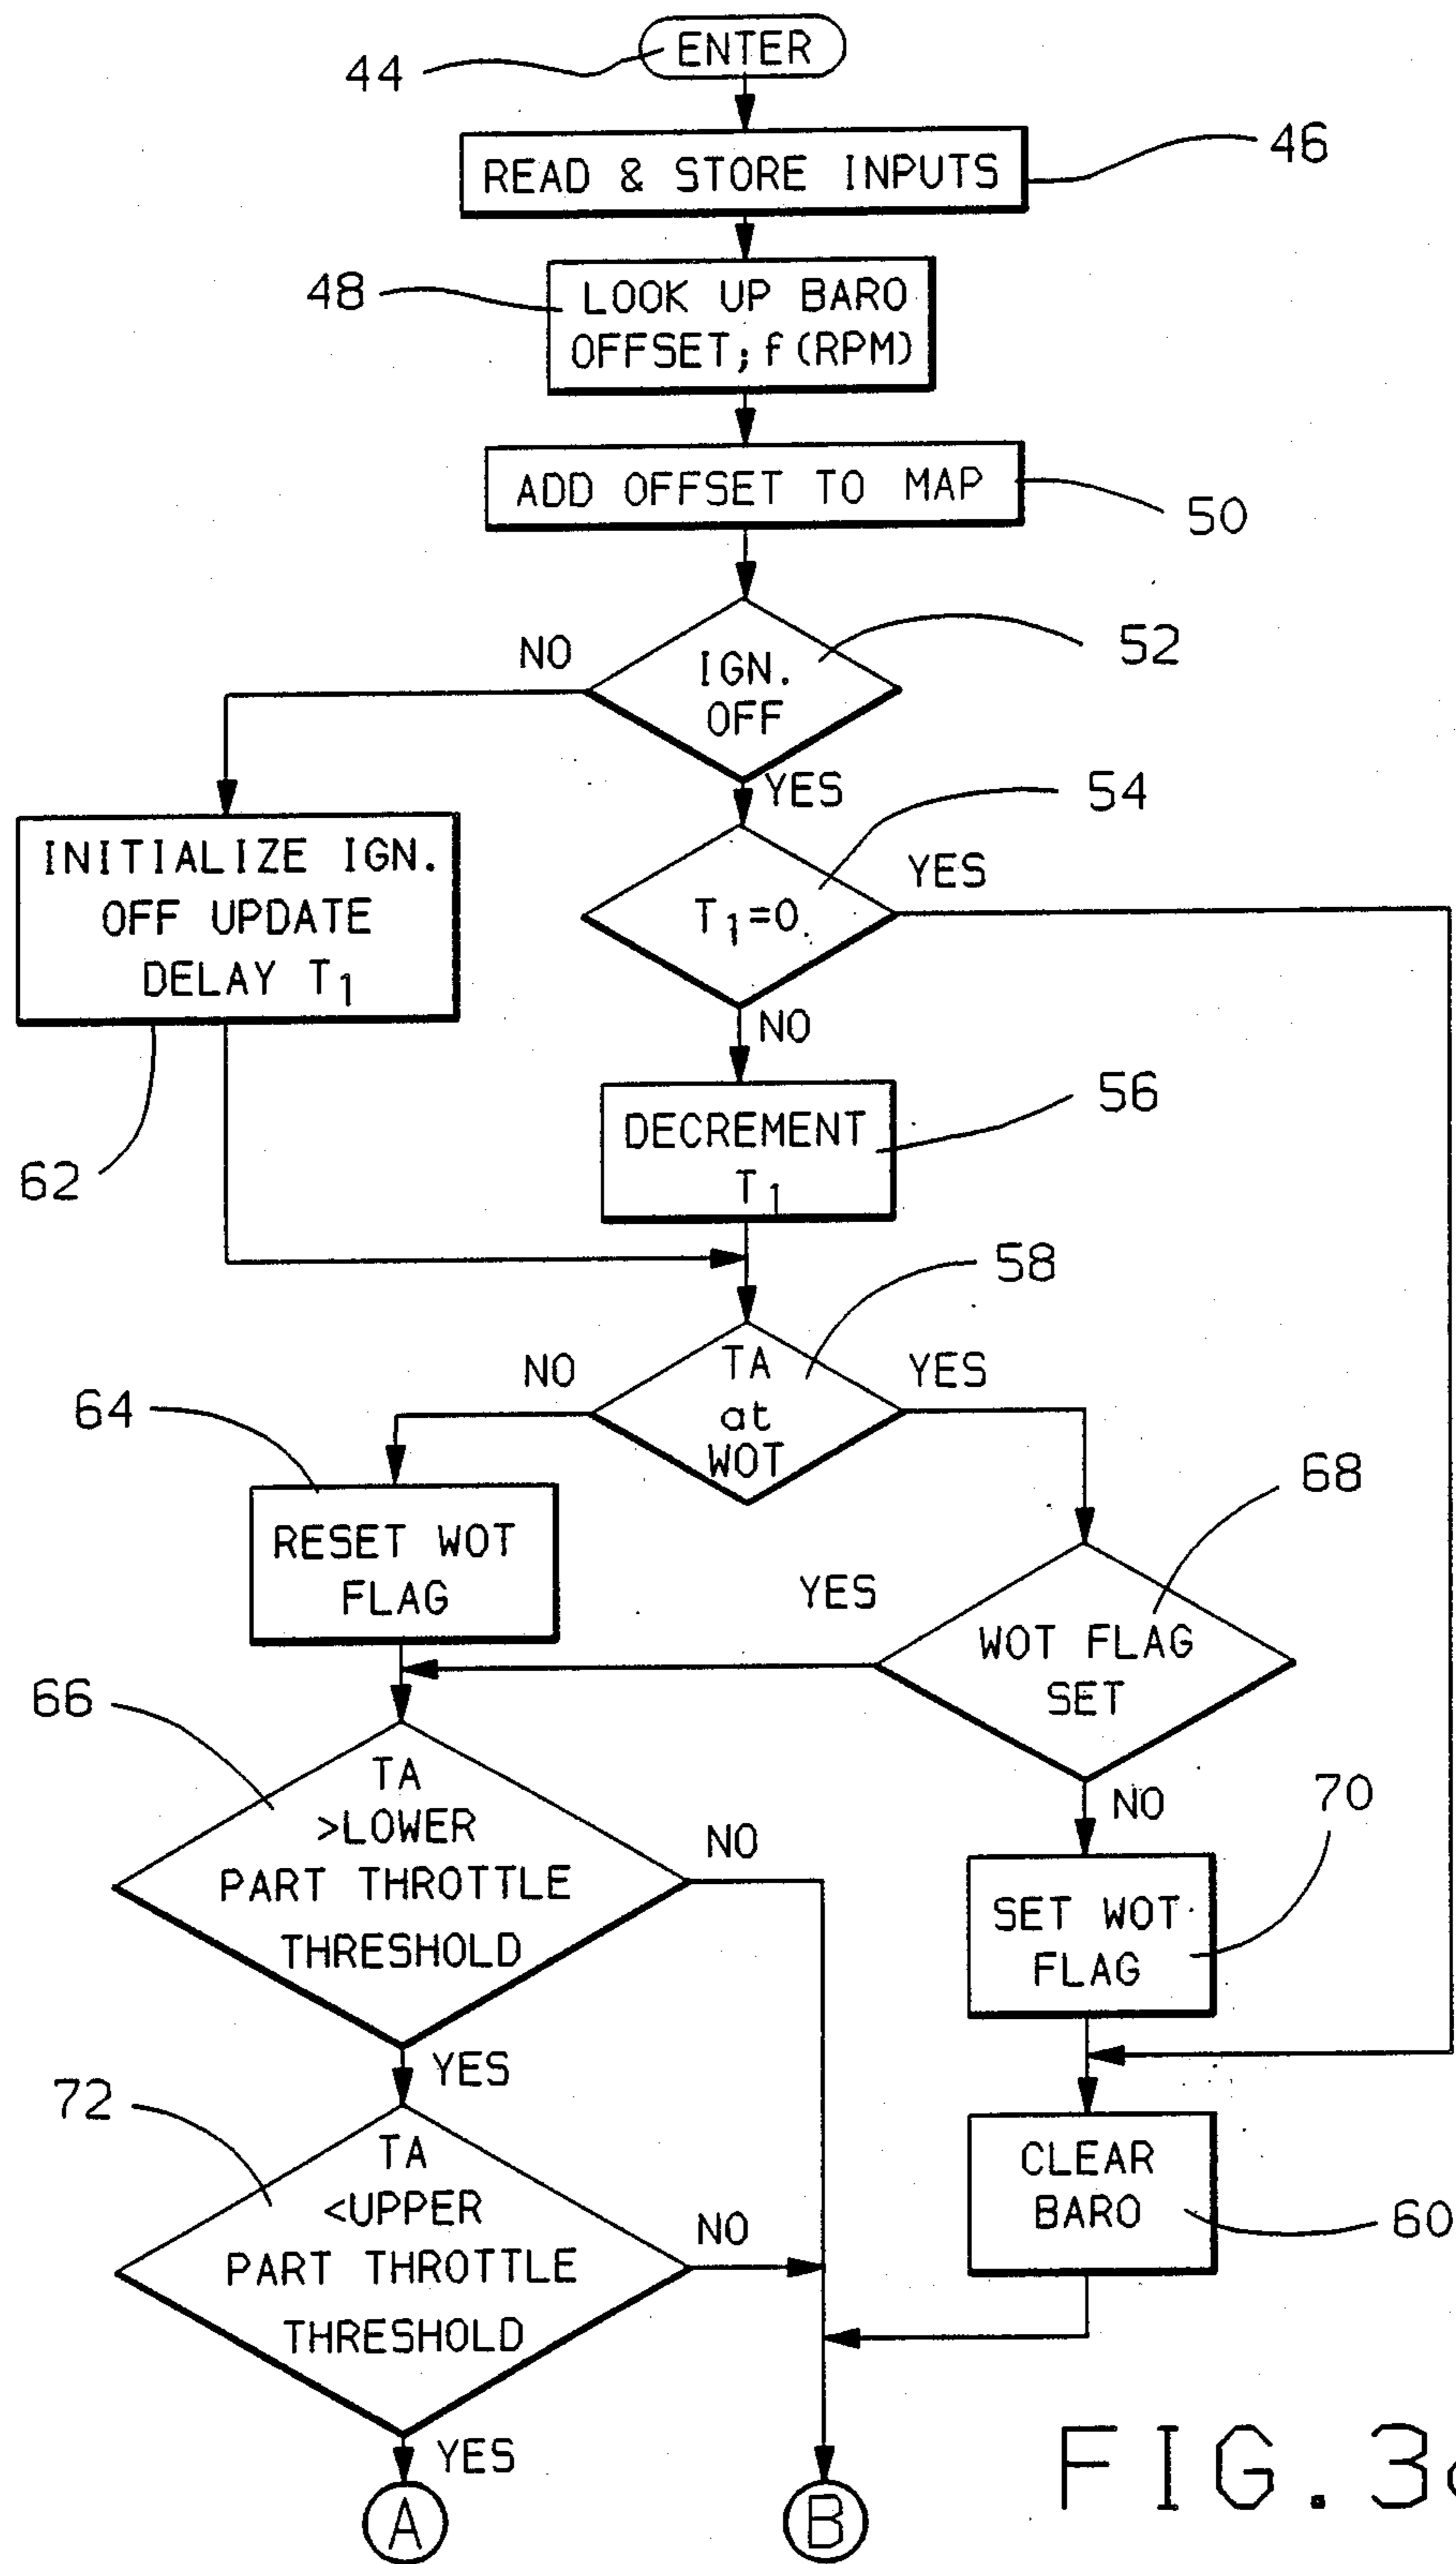 ENTER
44
READ & STORE INPUTS
46
48
LOOK UP BARO
OFFSET; f (RPM)
ADD OFFSET TO MAP
50
NO
IGN.
OFF
52
YES
54
INITIALIZE IGN.
OFF UPDATE
DELAY T1
T1=0
YES
NO
62
DECREMENT
T1
56
58
NO
TA
at
WOT
YES
64
68
RESET WOT
FLAG
YES
WOT FLAG
SET
66
TA
>LOWER
PART THROTTLE
THRESHOLD
NO
NO
70
SET WOT
FLAG
YES
72
TA
<UPPER
PART THROTTLE
THRESHOLD
NO
CLEAR
BARO
60
YES
A
B
FIG. 3